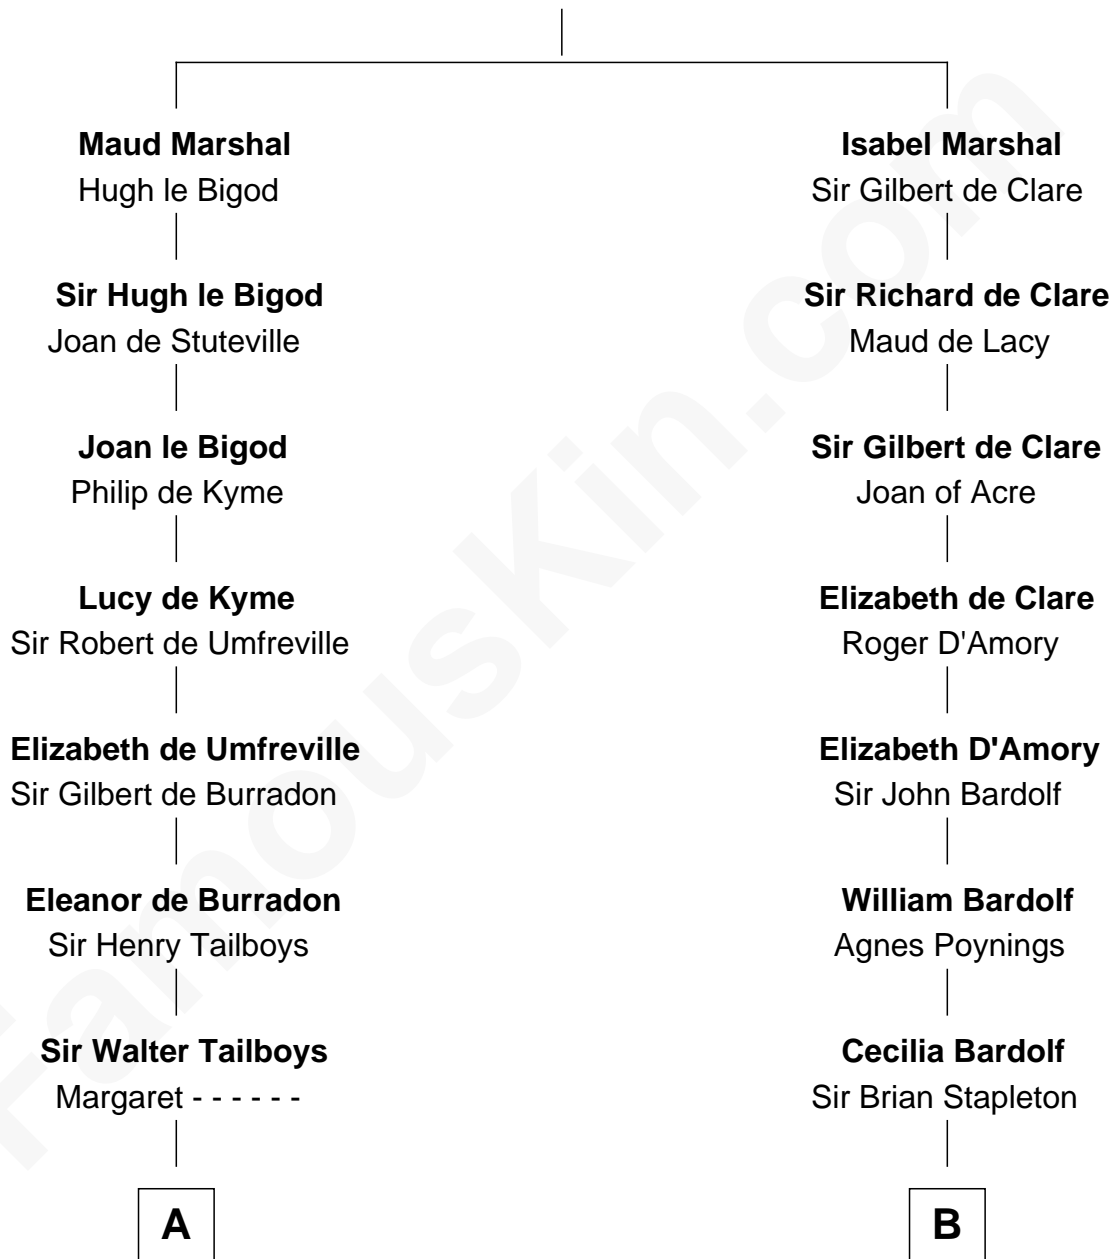 Maud Marshal
Hugh le Bigod
Sir Hugh le Bigod
Joan de Stuteville
Joan le Bigod
Philip de Kyme
Lucy de Kyme
Sir Robert de Umfreville
Elizabeth de Umfreville
Sir Gilbert de Burradon
Eleanor de Burradon
Sir Henry Tailboys
Sir Walter Tailboys
Margaret - - - - - -
A
Isabel Marshal
Sir Gilbert de Clare
Sir Richard de Clare
Maud de Lacy
Sir Gilbert de Clare
Joan of Acre
Elizabeth de Clare
Roger D'Amory
Elizabeth D'Amory
Sir John Bardolf
William Bardolf
Agnes Poynings
Cecilia Bardolf
Sir Brian Stapleton
B
FamousKin.com